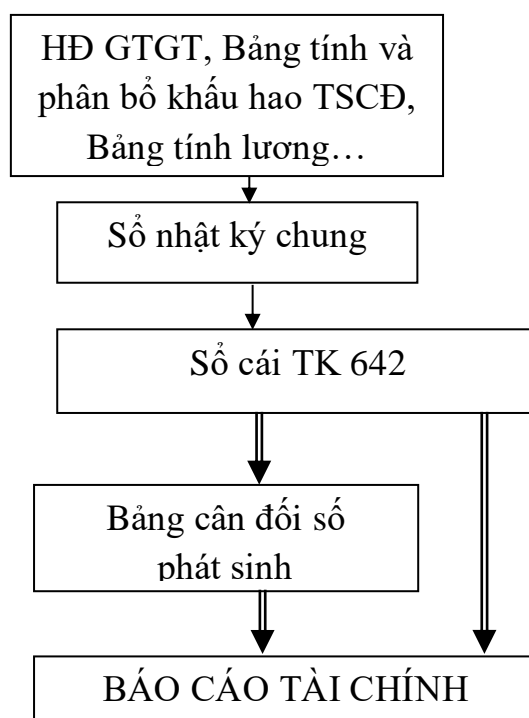 HĐ GTGT, Bảng tính và
phân bổ khấu hao TSCĐ,
Bảng tính lương…
Sổ nhật ký chung
Sổ cái TK 642
Bảng cân đối số
phát sinh
BÁO CÁO TÀI CHÍNH